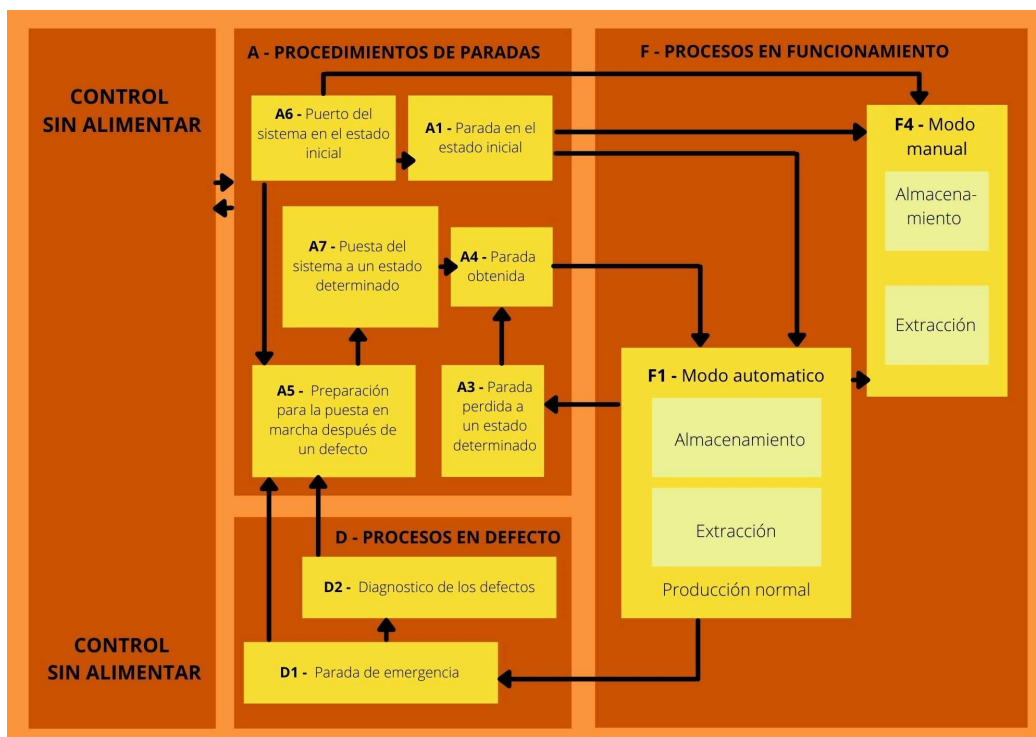 CONTROL
SIN ALIMENTAR
A - PROCEDIMIENTOS DE PARADAS
A6 - Puerto del
sistema en el estado
inicial
A1 - Parada en el
estado inicial
A7 - Puesta del
sistema a un estado
determinado
A4 - Parada
obtenida
A5 - Preparación
para la puesta en
marcha después de
un defecto
A3 - Parada
perdida a
un estado
determinado
F - PROCESOS EN FUNCIONAMIENTO
F4 - Modo
manual
Almacena-
miento
Extracción
F1 - Modo automatico
Almacenamiento
Extracción
Producción normal
D - PROCESOS EN DEFECTO
D2 - Diagnostico de los defectos
D1 - Parada de emergencia
CONTROL
SIN ALIMENTAR